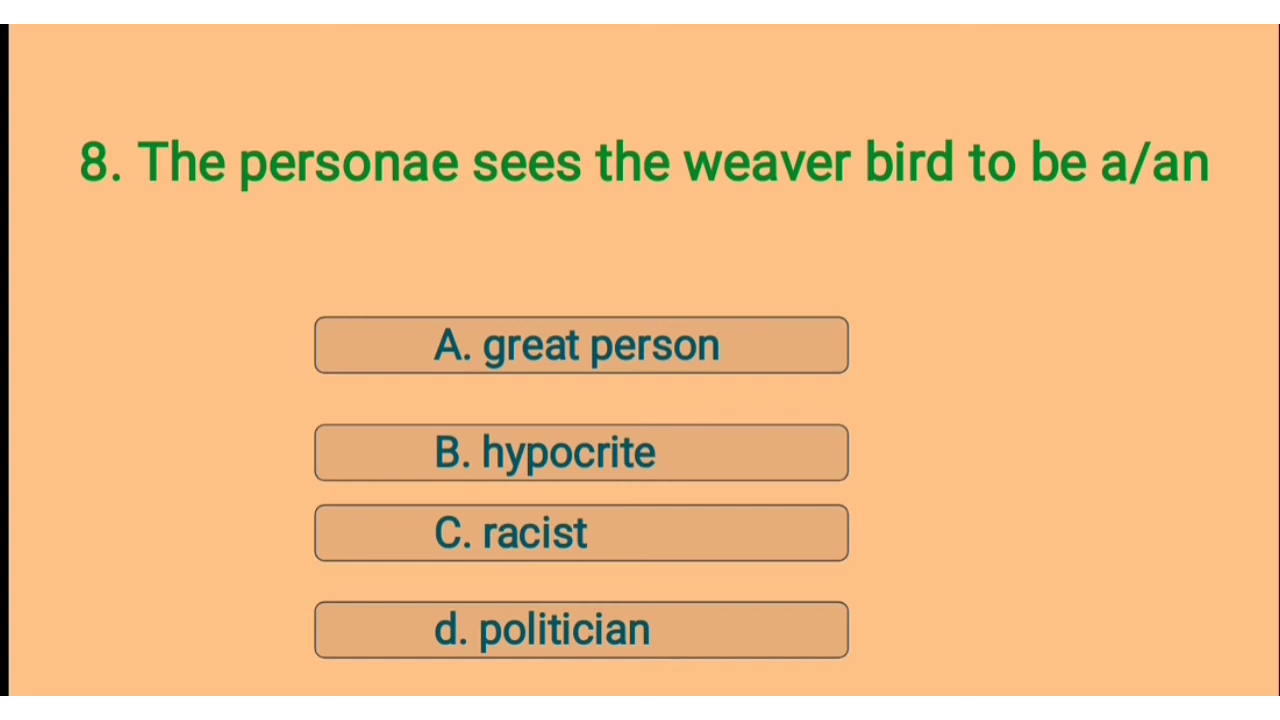 8. The personae sees the weaver bird to be a/an
A. great person
B. hypocrite
C. racist
d. politician